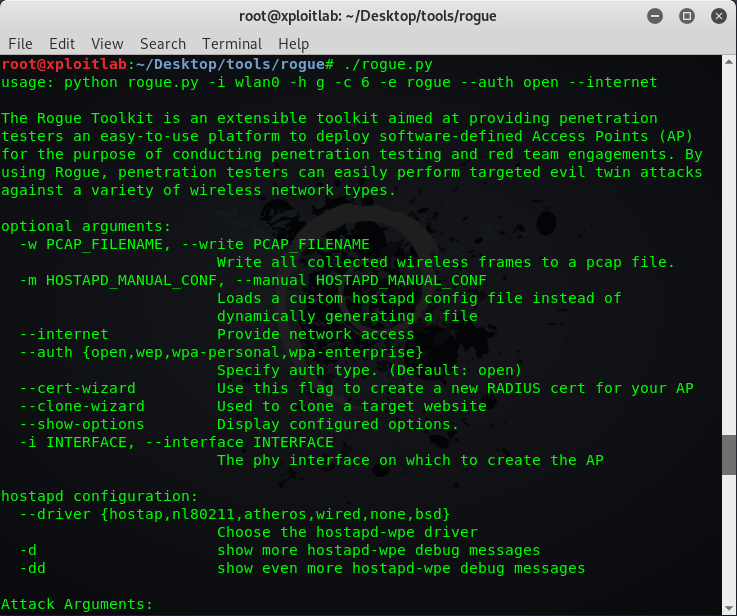 root@xploitlab: ~/Desktop/tools/rogue
File Edit View Search Terminal Help
root@xploitlab:~/Desktop/tools/rogue# ./rogue.py
usage: python rogue.py -i wlan0 -h g -c 6 -e rogue --auth open --internet
The Rogue Toolkit is an extensible toolkit aimed at providing penetration
testers an easy-to-use platform to deploy software-defined Access Points (AP)
for the purpose of conducting penetration testing and red team engagements. By
using Rogue, penetration testers can easily perform targeted evil twin attacks
against a variety of wireless network types.
optional arguments:
-w PCAP_FILENAME, --write PCAP_FILENAME
Write all collected wireless frames to a pcap file.
-m HOSTAPD_MANUAL_CONF, --manual HOSTAPD_MANUAL_CONF
Loads a custom hostapd config file instead of
dynamically generating a file
--internet Provide network access
--auth {open,wep,wpa-personal,wpa-enterprise}
Specify auth type. (Default: open)
--cert-wizard Use this flag to create a new RADIUS cert for your AP
--clone-wizard Used to clone a target website
--show-options Display configured options.
-i INTERFACE, --interface INTERFACE
The phy interface on which to create the AP
hostapd configuration:
--driver {hostap,nl80211,atheros,wired,none,bsd}
Choose the hostapd-wpe driver
-d show more hostapd-wpe debug messages
-dd show even more hostapd-wpe debug messages
Attack Arguments: